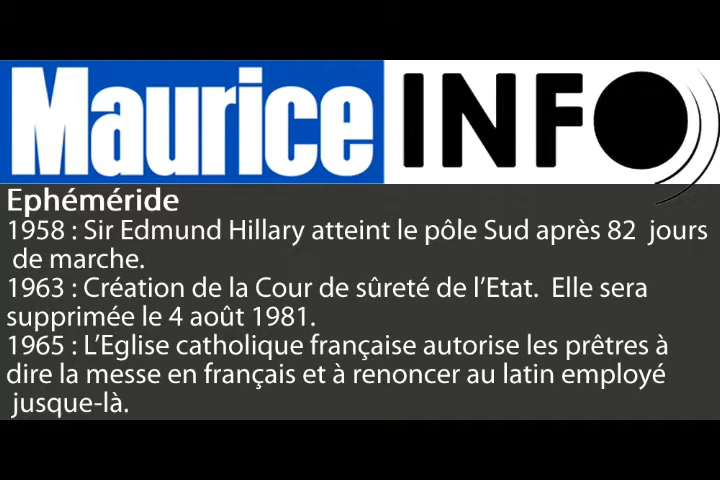 Maurice INFO
Ephéméride
1958 : Sir Edmund Hillary atteint le pôle Sud après 82 jours
de marche.
1963 : Création de la Cour de sûreté de l’Etat. Elle sera
supprimée le 4 août 1981.
1965 : L’Eglise catholique française autorise les prêtres à
dire la messe en français et à renoncer au latin employé
jusque-là.